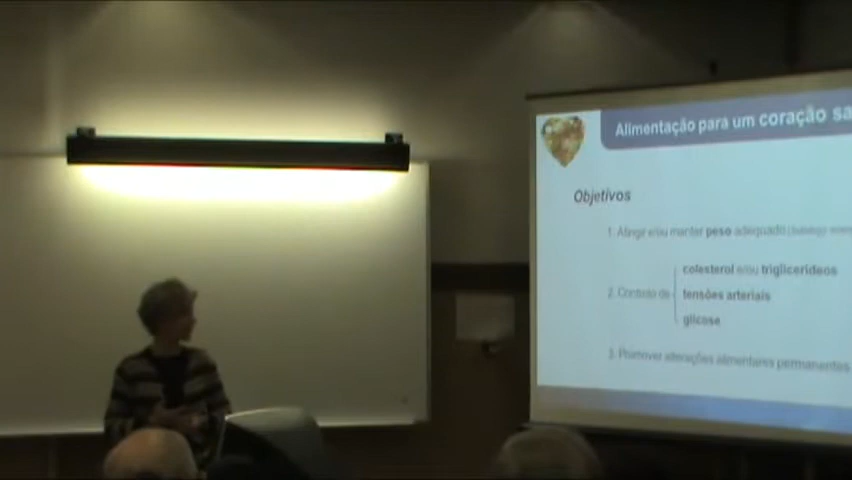 Alimentação para um coração sa
Objetivos
1. Atingir e/ou manter peso adequado
colesterol e/ou triglicerídeos
2. Controlo de
tensões arteriais
glicose
3. Promover alterações alimentares permanentes